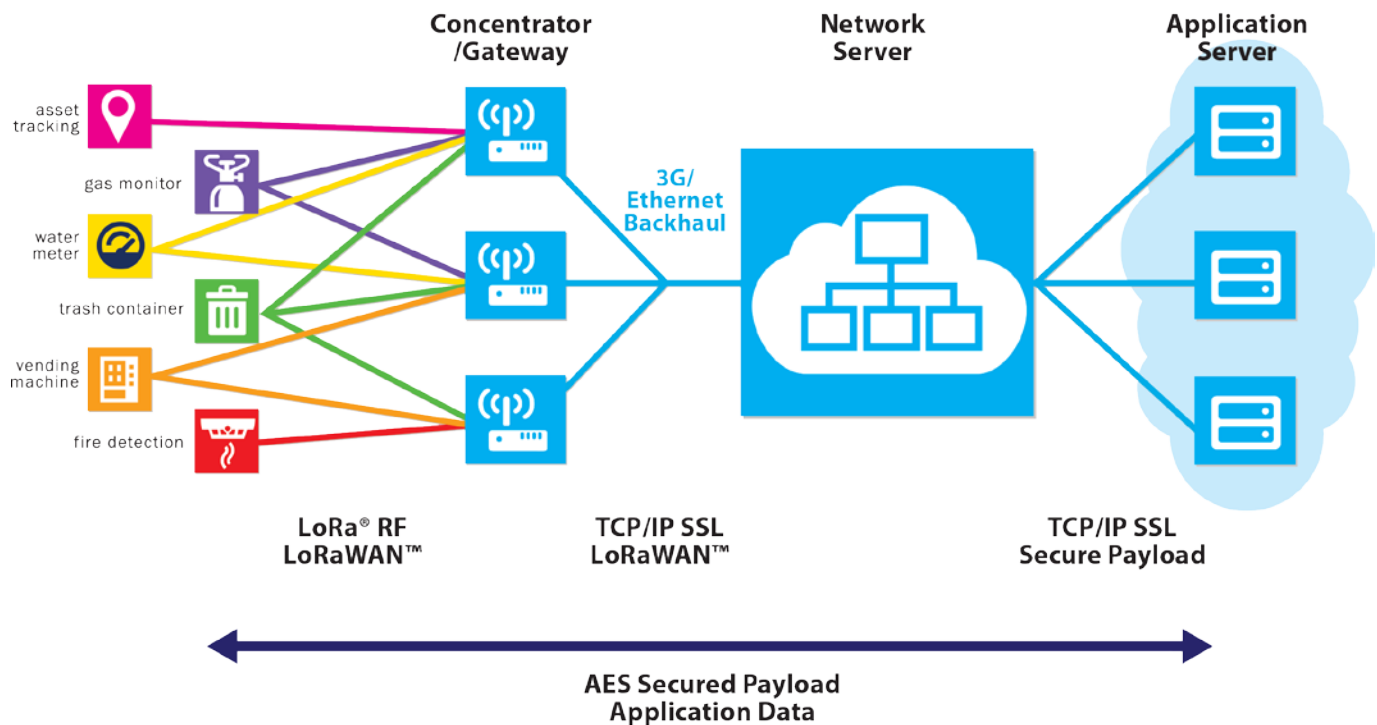 Concentrator
/Gateway
Network
Server
Application
Server
asset
tracking
gas monitor
water
meter
trash container
vending
machine
fire detection
3G/
Ethernet
Backhaul
LoRa® RF
LoRaWAN™
TCP/IP SSL
LoRaWAN™
TCP/IP SSL
Secure Payload
AES Secured Payload
Application Data